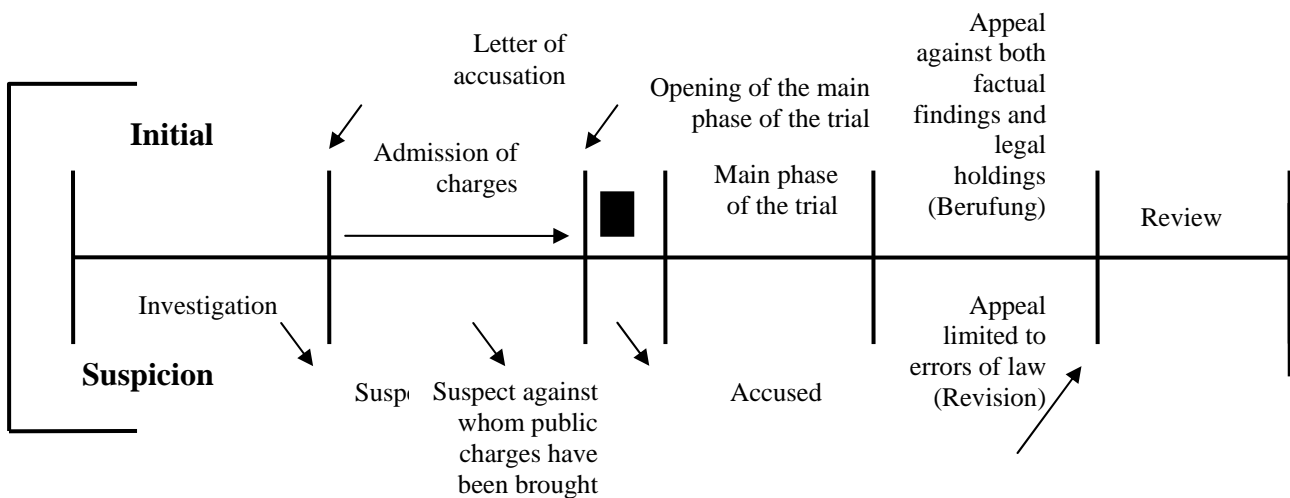 Letter of
accusation
Opening of the main
phase of the trial
Appeal
against both
factual
findings and
legal
holdings
(Berufung)
Initial
Admission of
charges
Main phase
of the trial
Review
Investigation
Suspicion
Suspect against
whom public
charges have
been brought
Accused
Appeal
limited to
errors of law
(Revision)